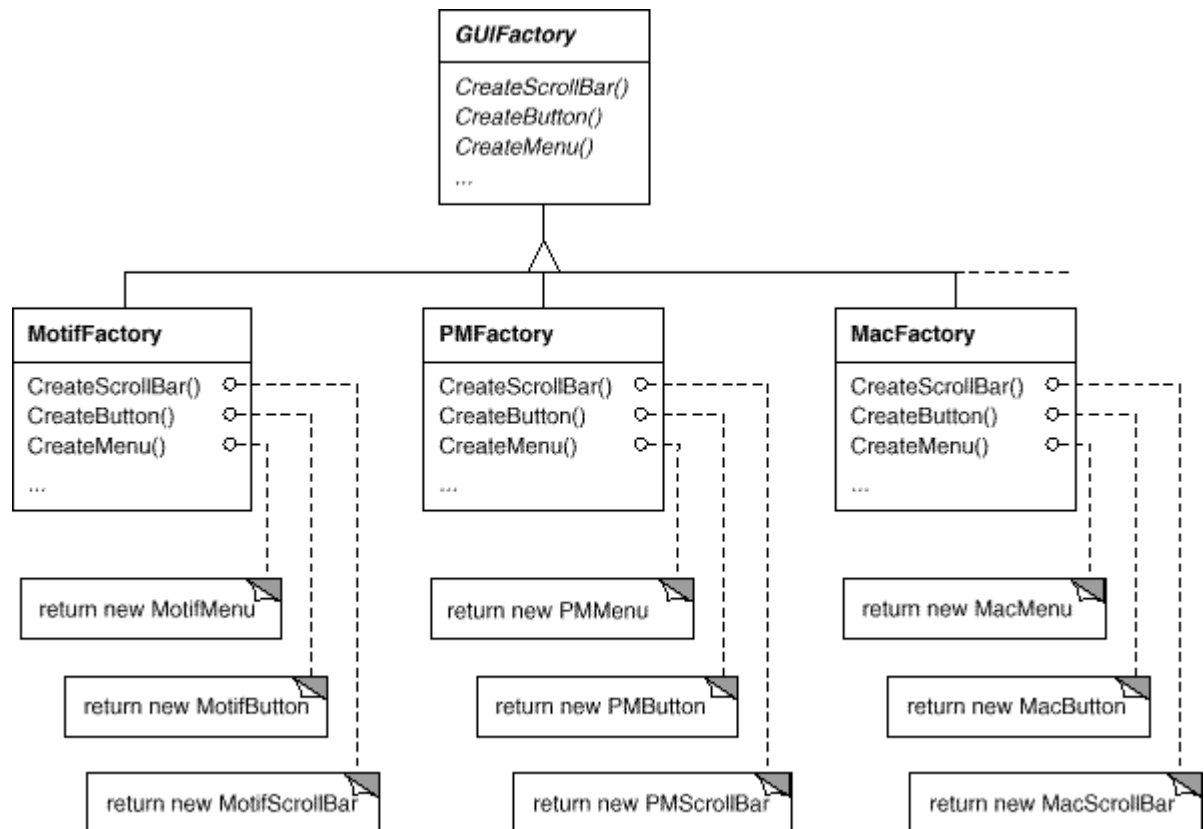 GUIFactory
CreateScrollBar()
CreateButton()
CreateMenu()
...
MotifFactory
CreateScrollBar()
CreateButton()
CreateMenu()
...
PMFactory
CreateScrollBar()
CreateButton()
CreateMenu()
...
MacFactory
CreateScrollBar()
CreateButton()
CreateMenu()
...
return new MotifMenu
return new PMMenu
return new MacMenu
return new MotifButton
return new PMButton
return new MacButton
return new MotifScrollBar
return new PMScrollBar
return new MacScrollBar